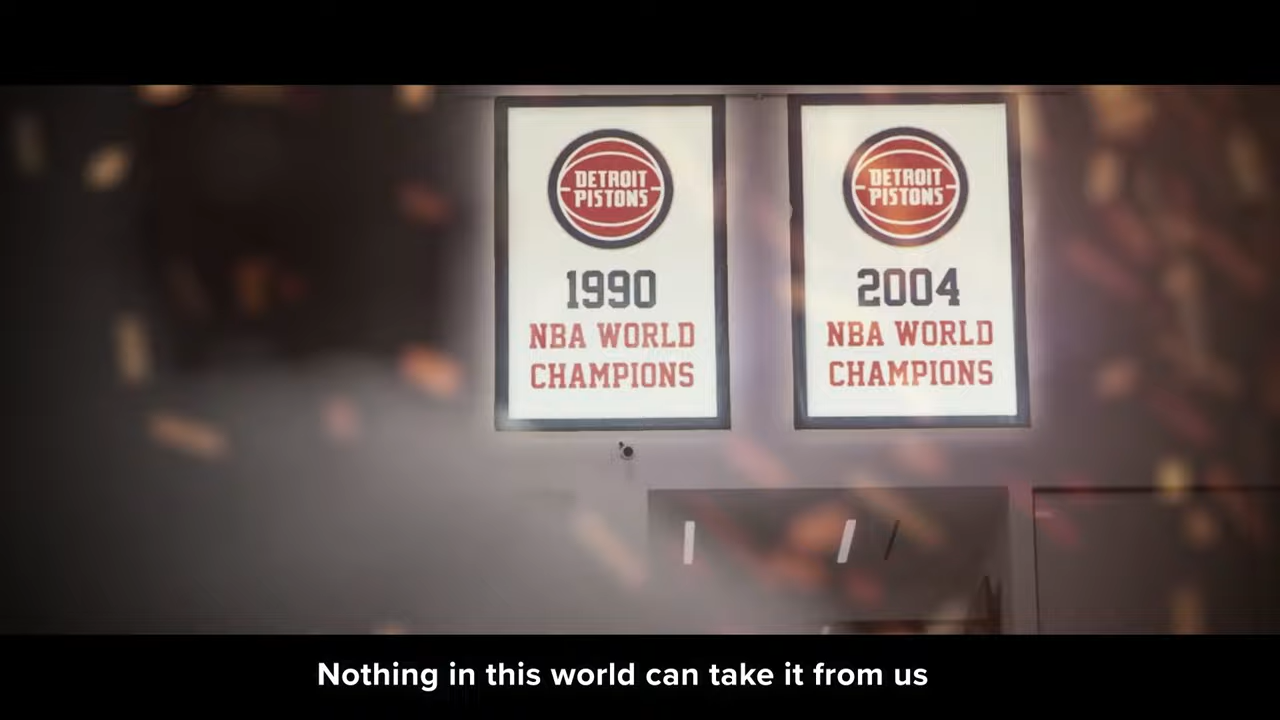 DETROIT
PISTONS
1990
NBA WORLD
CHAMPIONS
DETROIT
PISTONS
2004
NBA WORLD
CHAMPIONS
Nothing in this world can take it from us